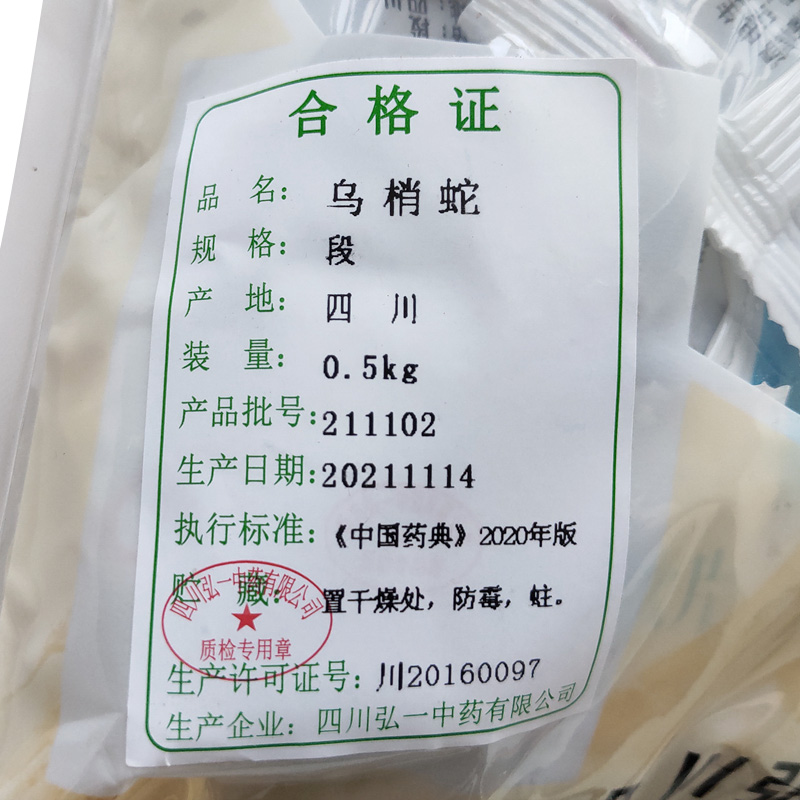 合格证
品 名: 乌梢蛇
规 格: 段
产 地: 四 川
装 量: 0.5kg
产品批号: 211102
生产日期: 20211114
执行标准: 《中国药典》2020年版
贮 藏: 置干燥处, 防霉, 蛀。
四川弘一中药有限公司
质检专用章
生产许可证号: 川20160097
生产企业: 四川弘一中药有限公司
川弘